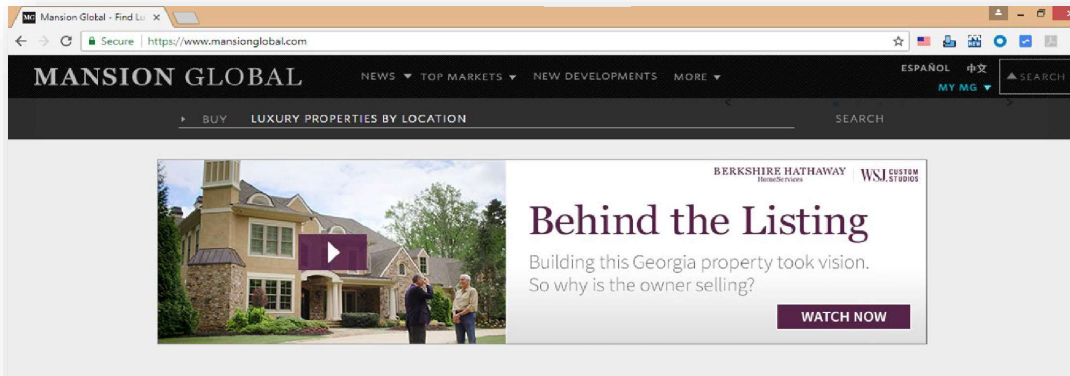 MG Mansion Global - Find Lu
Secure https://www.mansionglobal.com
MANSION GLOBAL
NEWS TOP MARKETS NEW DEVELOPMENTS MORE
ESPAÑOL 中文
MY MG
SEARCH
BUY LUXURY PROPERTIES BY LOCATION
SEARCH
BERKSHIRE HATHAWAY
HomeServices
WSJ. CUSTOM
STUDIOS
Behind the Listing
Building this Georgia property took vision.
So why is the owner selling?
WATCH NOW